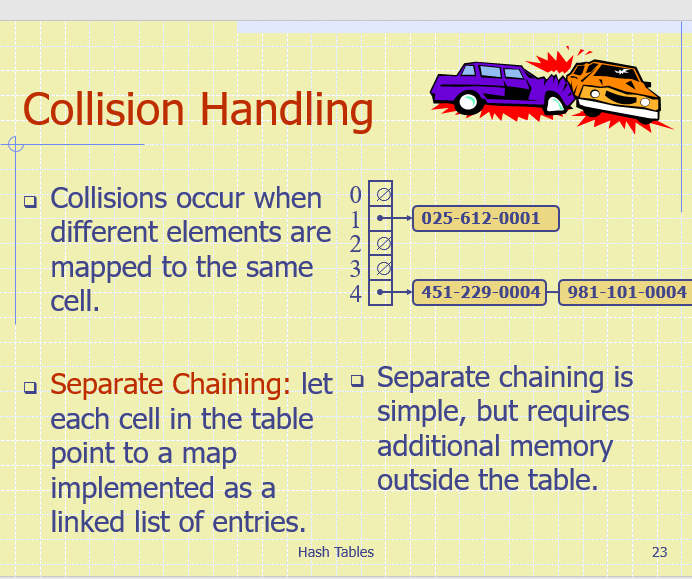 Collision Handling
❑ Collisions occur when
different elements are
mapped to the same
cell.
0 ∅
1 025-612-0001
2 ∅
3 ∅
4 451-229-0004 981-101-0004
❑ Separate Chaining: let
each cell in the table
point to a map
implemented as a
linked list of entries.
❑ Separate chaining is
simple, but requires
additional memory
outside the table.
Hash Tables
23